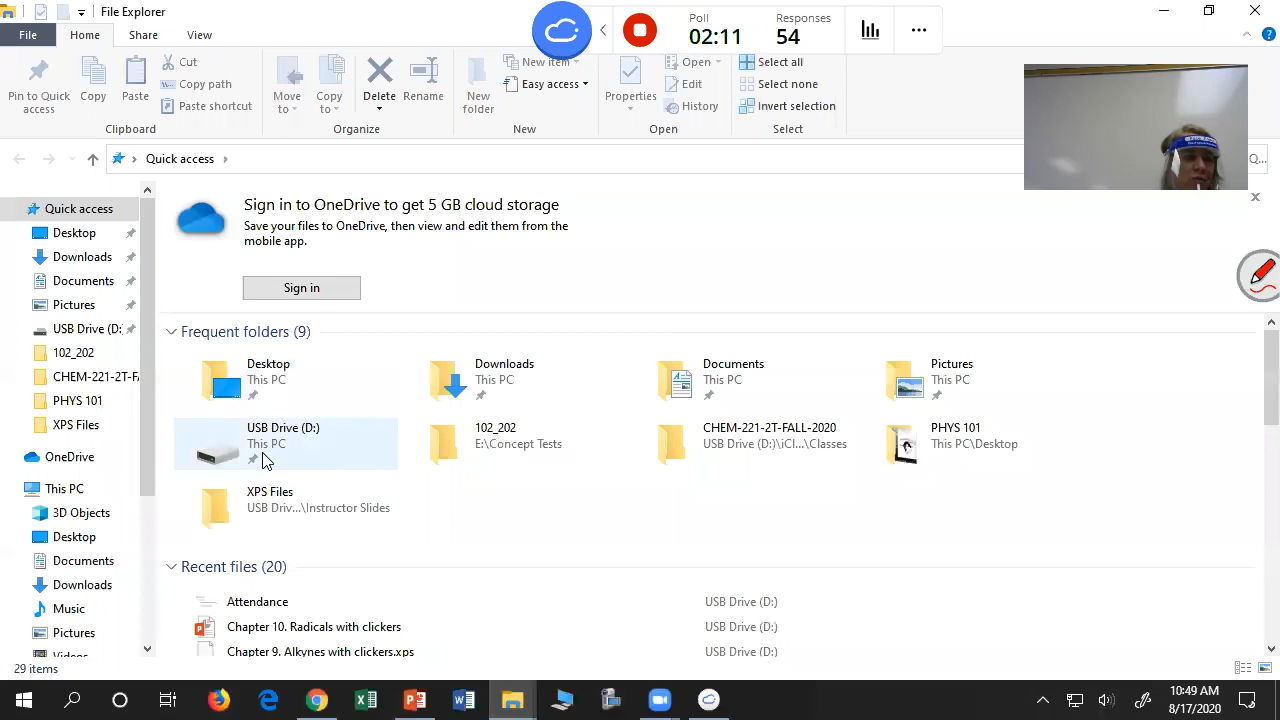 File Explorer
Poll
Responses
02:11
54
File
Home
Share
View
Pin to Quick access
Copy
Paste
Cut
Copy path
Paste shortcut
Clipboard
Move to
Copy to
Delete
Rename
Organize
New folder
New item
Easy access
New
Properties
Open
Edit
History
Open
Select all
Select none
Invert selection
Select
Quick access
Q...
Quick access
Desktop
Downloads
Documents
Pictures
USB Drive (D:)
102_202
CHEM-221-2T-FA
PHYS 101
XPS Files
OneDrive
This PC
3D Objects
Desktop
Documents
Downloads
Music
Pictures
Videos
Sign in to OneDrive to get 5 GB cloud storage
Save your files to OneDrive, then view and edit them from the
mobile app.
Sign in
Frequent folders (9)
Desktop
This PC
Downloads
This PC
Documents
This PC
Pictures
This PC
USB Drive (D:)
This PC
102_202
E:\Concept Tests
CHEM-221-2T-FALL-2020
USB Drive (D:)\iCl...\Classes
PHYS 101
This PC\Desktop
XPS Files
USB Driv...\Instructor Slides
Recent files (20)
Attendance
USB Drive (D:)
Chapter 10. Radicals with clickers
USB Drive (D:)
Chapter 9. Alkynes with clickers.xps
USB Drive (D:)
29 items
10:49 AM
8/17/2020